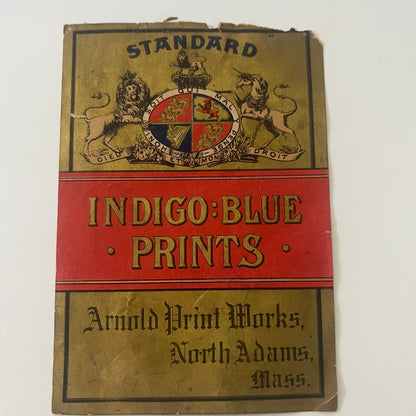 STANDARD
HONI SOIT QUI MAL Y PENSE
DIEU ET MON DROIT
INDIGO:BLUE
· PRINTS ·
Arnold Print Works,
North Adams,
Mass.